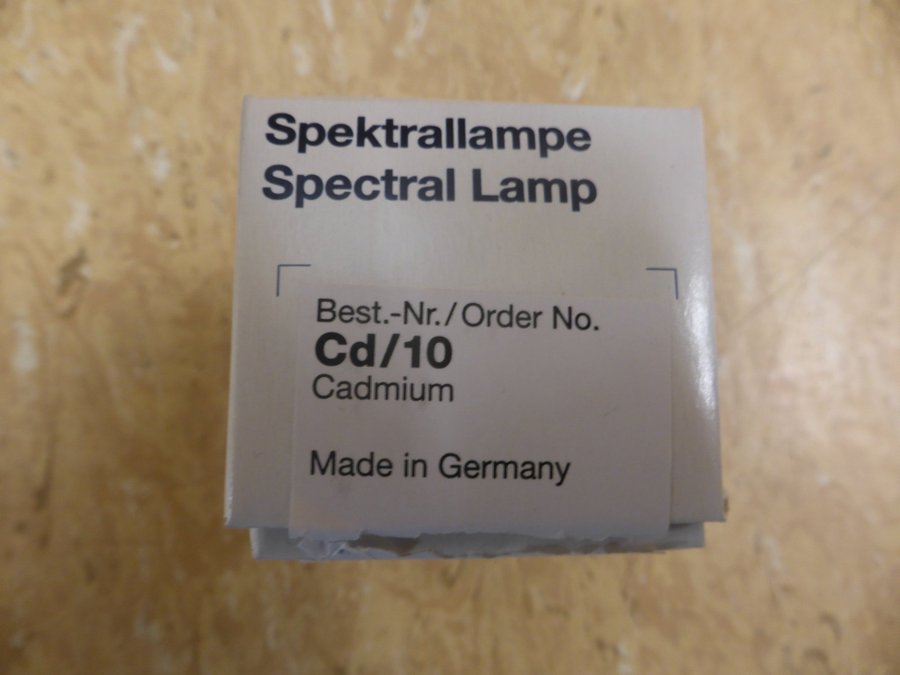 Spektrallampe
Spectral Lamp
Best.-Nr./Order No.
Cd/10
Cadmium
Made in Germany